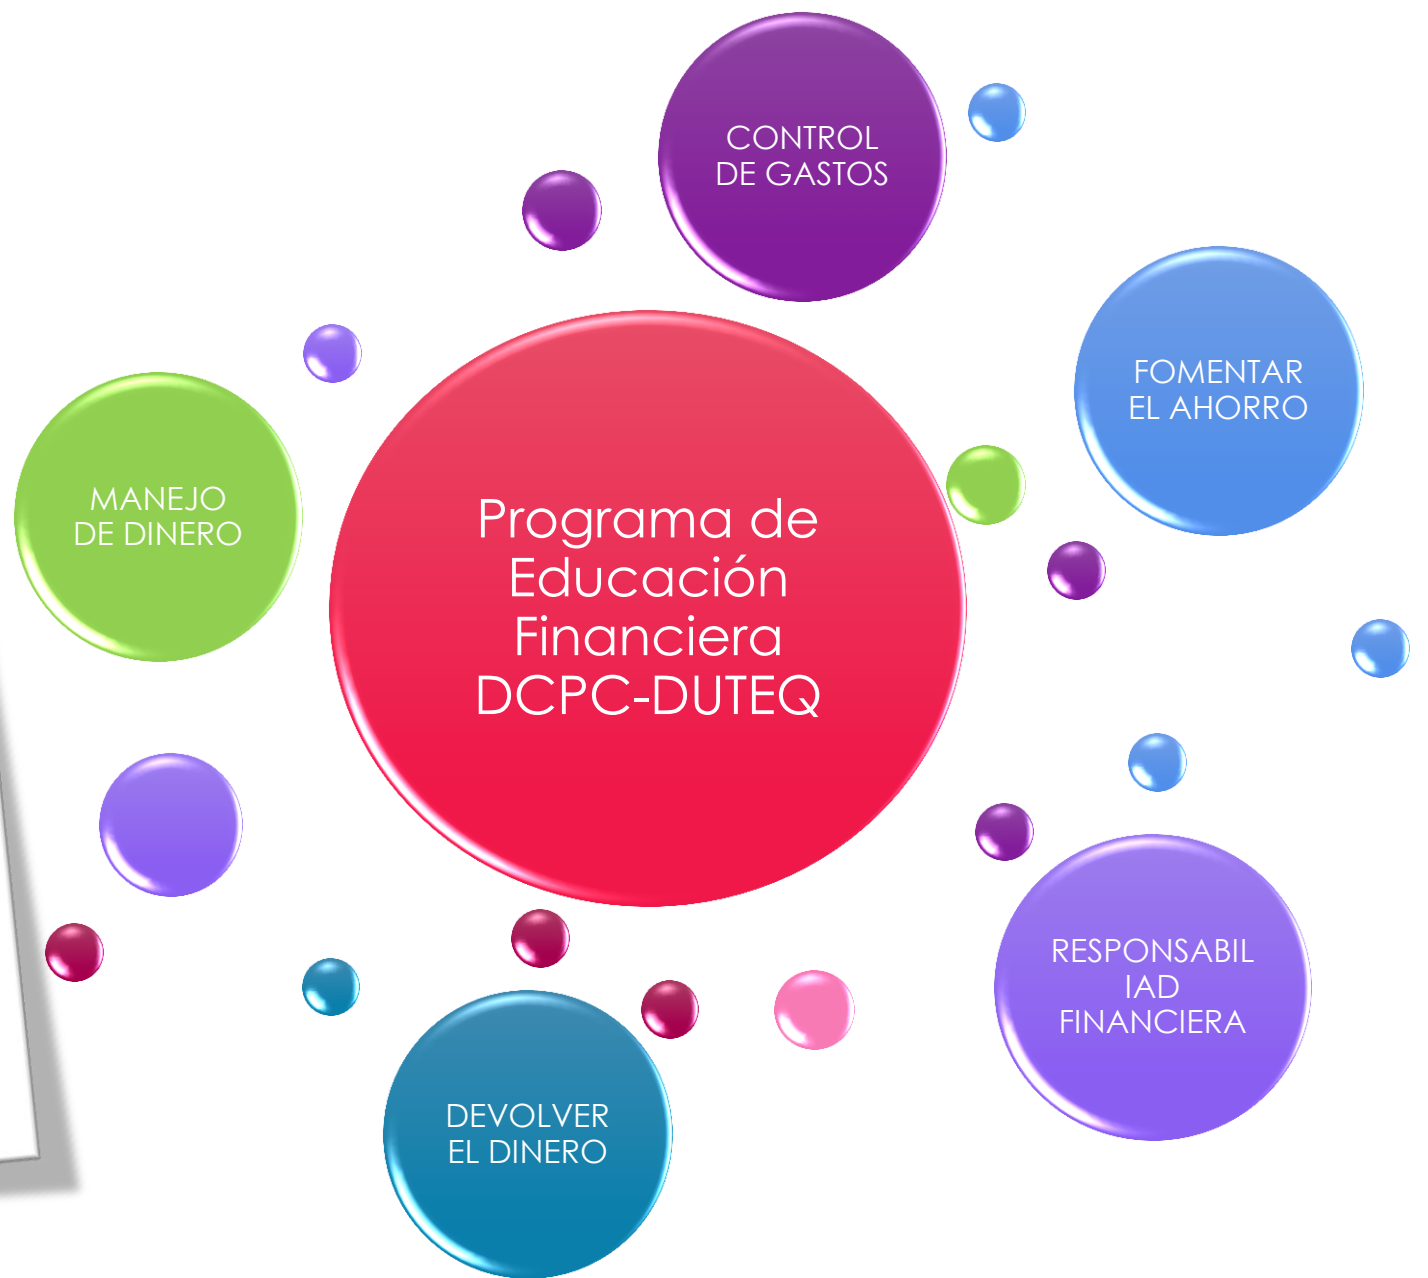 CONTROL
DE GASTOS
FOMENTAR
EL AHORRO
MANEJO
DE DINERO
Programa de
Educación
Financiera
DCPC-DUTEQ
RESPONSABIL
IAD
FINANCIERA
DEVOLVER
EL DINERO